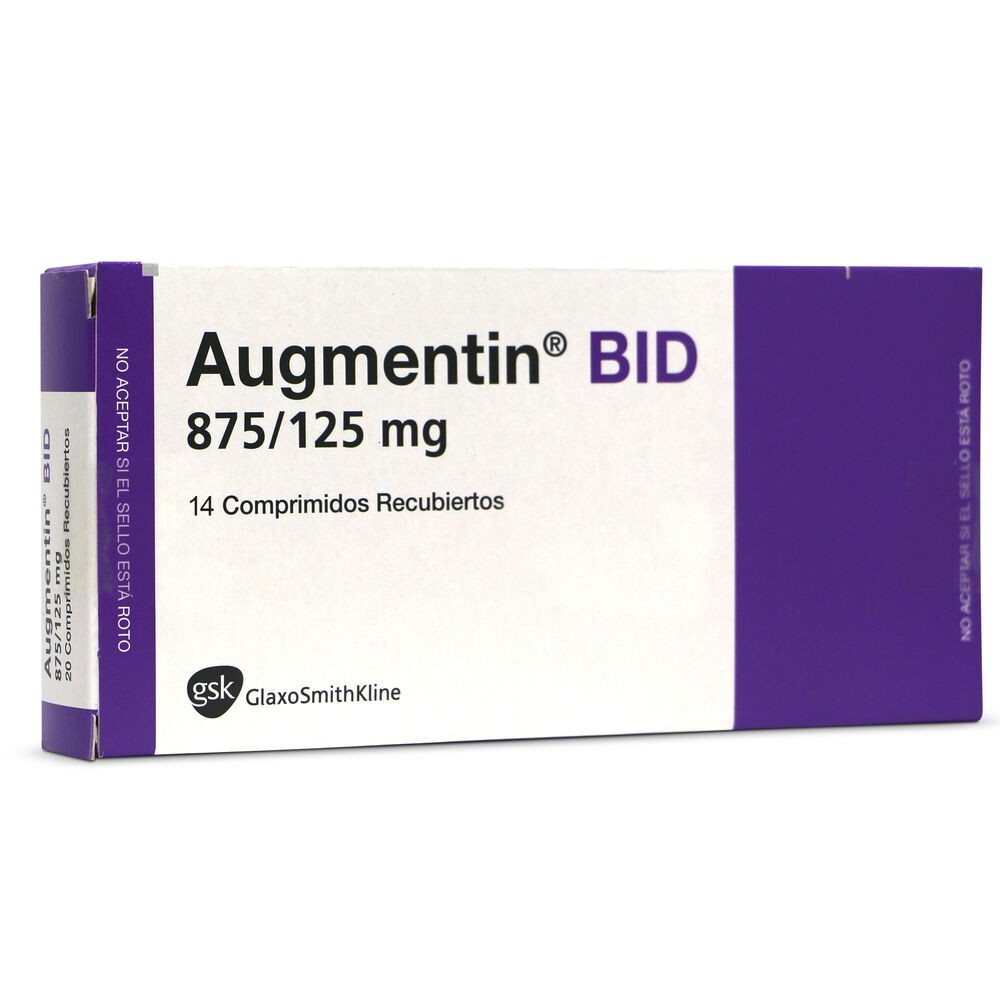 Augmentin® BID
875/125 mg
14 Comprimidos Recubiertos
gsk GlaxoSmithKline
NO ACEPTAR SI EL SELLO ESTÁ ROTO
Augmentin® BID
875/125 mg
20 Comprimidos Recubiertos
NO ACEPTAR SI EL SELLO ESTÁ ROTO